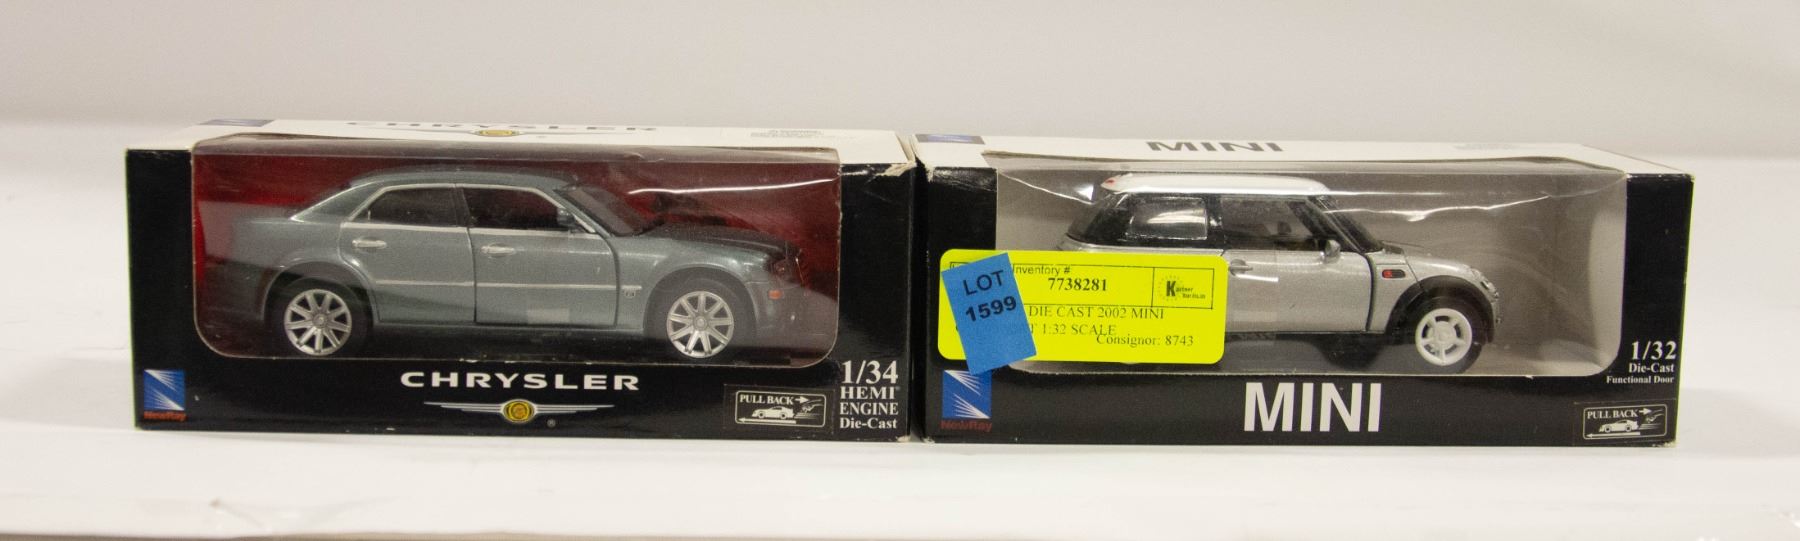 CHRYSLER
MINI
Inventory #
7738281
Kastner
LOT
1599
DIE CAST 2002 MINI
1:32 SCALE
Consignor: 8743
NewRay
CHRYSLER
®
PULL BACK
1/34
HEMI®
ENGINE
Die-Cast
NewRay
MINI
1/32
Die-Cast
Functional Door
PULL BACK